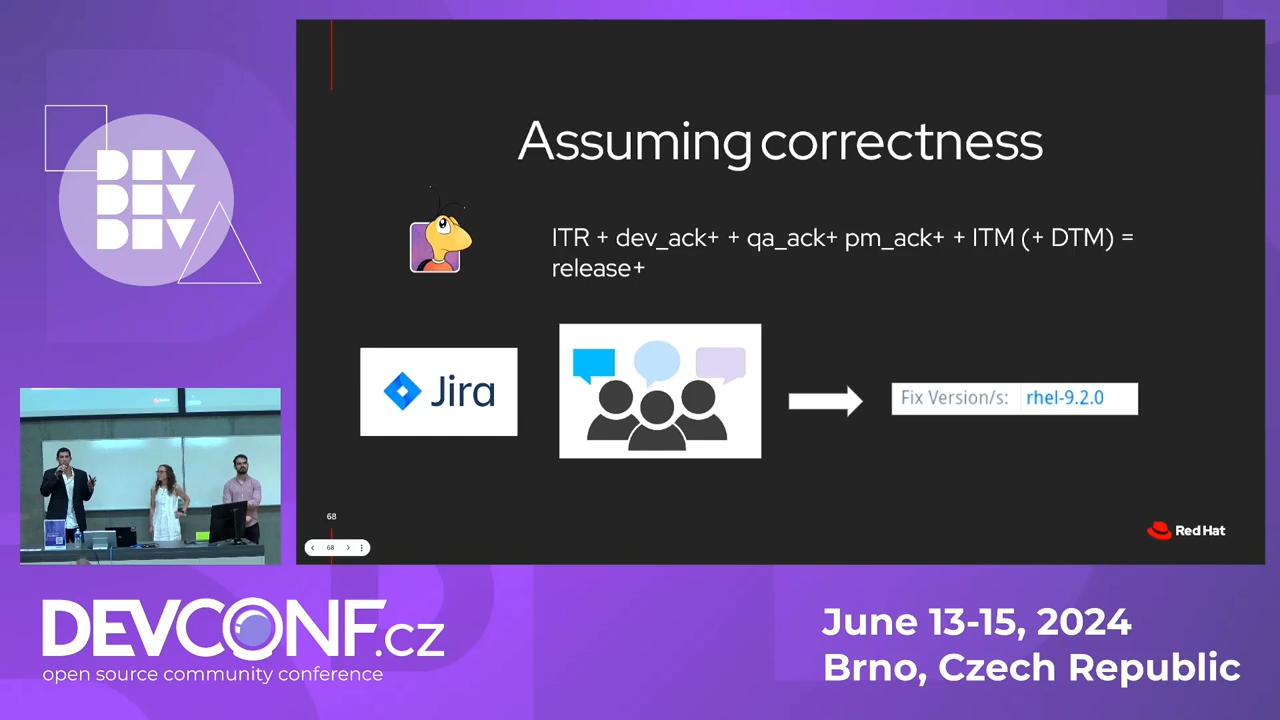 DEV
DEV
DEV
Assuming correctness
ITR + dev_ack+ + qa_ack+ pm_ack+ + ITM (+ DTM) =
release+
Jira
Fix Version/s: rhel-9.2.0
68
68
Red Hat
DEVCONF.cz
open source community conference
June 13-15, 2024
Brno, Czech Republic